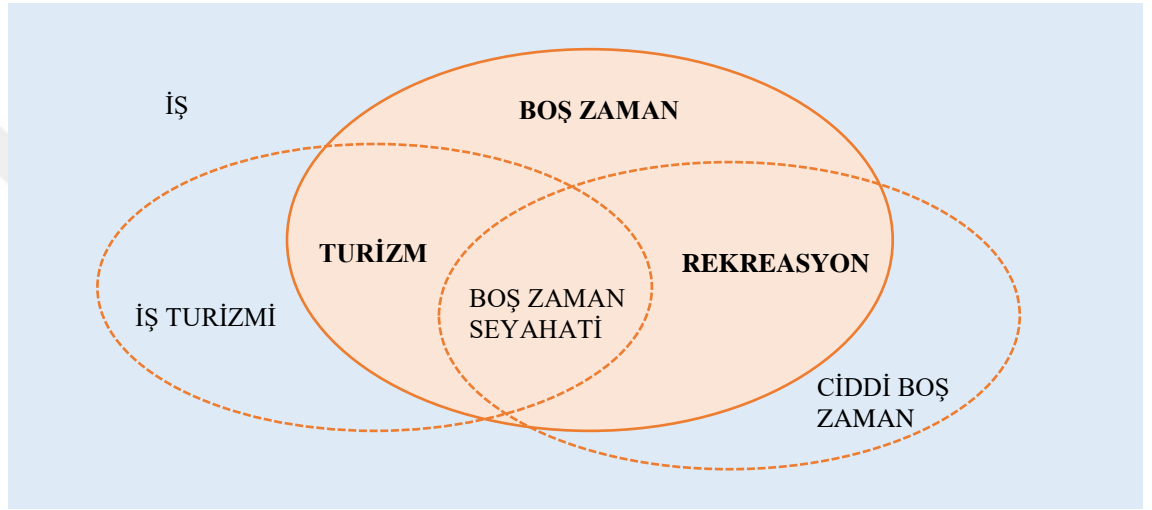 İŞ
BOŞ ZAMAN
TURİZM
REKREASYON
İŞ TURİZMİ
BOŞ ZAMAN
SEYAHATİ
CİDDİ BOŞ
ZAMAN